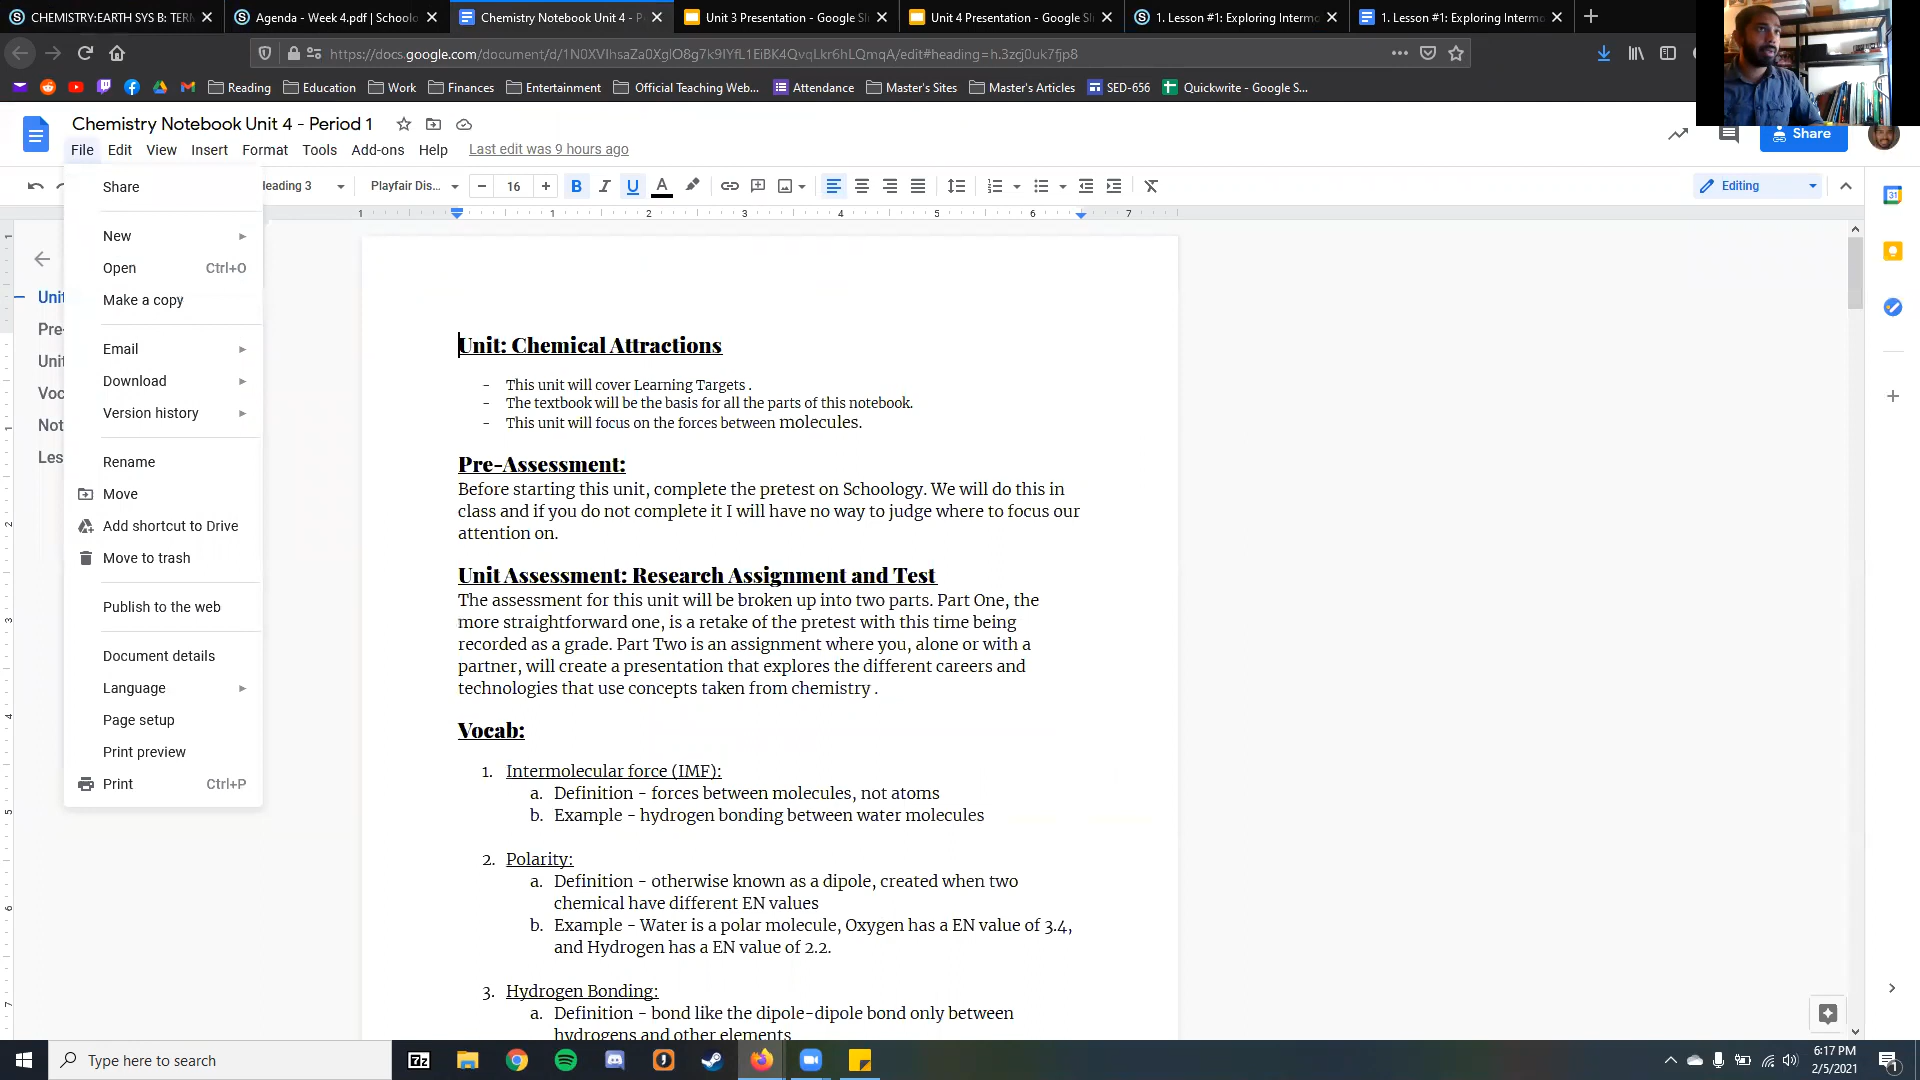 CHEMISTRY:EARTH SYS B: TERM
Agenda - Week 4.pdf | Schoolo
Chemistry Notebook Unit 4 - P
Unit 3 Presentation - Google Sl
Unit 4 Presentation - Google Sl
1. Lesson #1: Exploring Intermo
1. Lesson #1: Exploring Intermo
https://docs.google.com/document/d/1N0XVIhsaZa0XglO8g7k9IYfL1EiBK4QvqLkr6hLQmqA/edit#heading=h.3zcj0uk7fjp8
Reading
Education
Work
Finances
Entertainment
Official Teaching Web...
Attendance
Master's Sites
Master's Articles
SED-656
Quickwrite - Google S...
Chemistry Notebook Unit 4 - Period 1
File Edit View Insert Format Tools Add-ons Help Last edit was 9 hours ago
Share
eading 3
Playfair Dis...
16
Editing
1 1 2 3 4 5 6 7
Share
New
Open Ctrl+O
Make a copy
Email
Download
Version history
Rename
Move
Add shortcut to Drive
Move to trash
Publish to the web
Document details
Language
Page setup
Print preview
Print Ctrl+P
Unit
Pre-
Unit
Voc
Not
Les
Unit: Chemical Attractions
- This unit will cover Learning Targets .
- The textbook will be the basis for all the parts of this notebook.
- This unit will focus on the forces between molecules.
Pre-Assessment:
Before starting this unit, complete the pretest on Schoology. We will do this in
class and if you do not complete it I will have no way to judge where to focus our
attention on.
Unit Assessment: Research Assignment and Test
The assessment for this unit will be broken up into two parts. Part One, the
more straightforward one, is a retake of the pretest with this time being
recorded as a grade. Part Two is an assignment where you, alone or with a
partner, will create a presentation that explores the different careers and
technologies that use concepts taken from chemistry .
Vocab:
1. Intermolecular force (IMF):
a. Definition - forces between molecules, not atoms
b. Example - hydrogen bonding between water molecules
2. Polarity:
a. Definition - otherwise known as a dipole, created when two
chemical have different EN values
b. Example - Water is a polar molecule, Oxygen has a EN value of 3.4,
and Hydrogen has a EN value of 2.2.
3. Hydrogen Bonding:
a. Definition - bond like the dipole-dipole bond only between
hydrogens and other elements
Type here to search
6:17 PM
2/5/2021